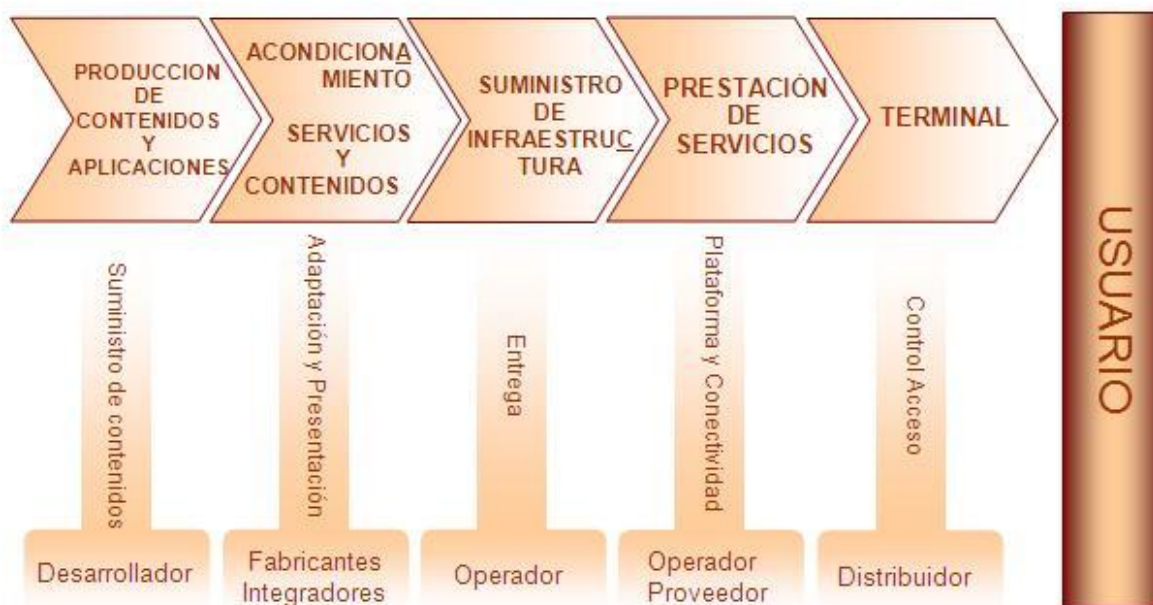 PRODUCCION
DE
CONTENIDOS
Y
APLICACIONES
ACONDICIONA
MIENTO
SERVICIOS
Y
CONTENIDOS
SUMINISTRO
DE
INFRAESTRUC
TURA
PRESTACIÓN
DE
SERVICIOS
TERMINAL
USUARIO
Suministro de contenidos
Adaptación y Presentación
Entrega
Plataforma y Conectividad
Control Acceso
Desarrollador
Fabricantes
Integradores
Operador
Operador
Proveedor
Distribuidor